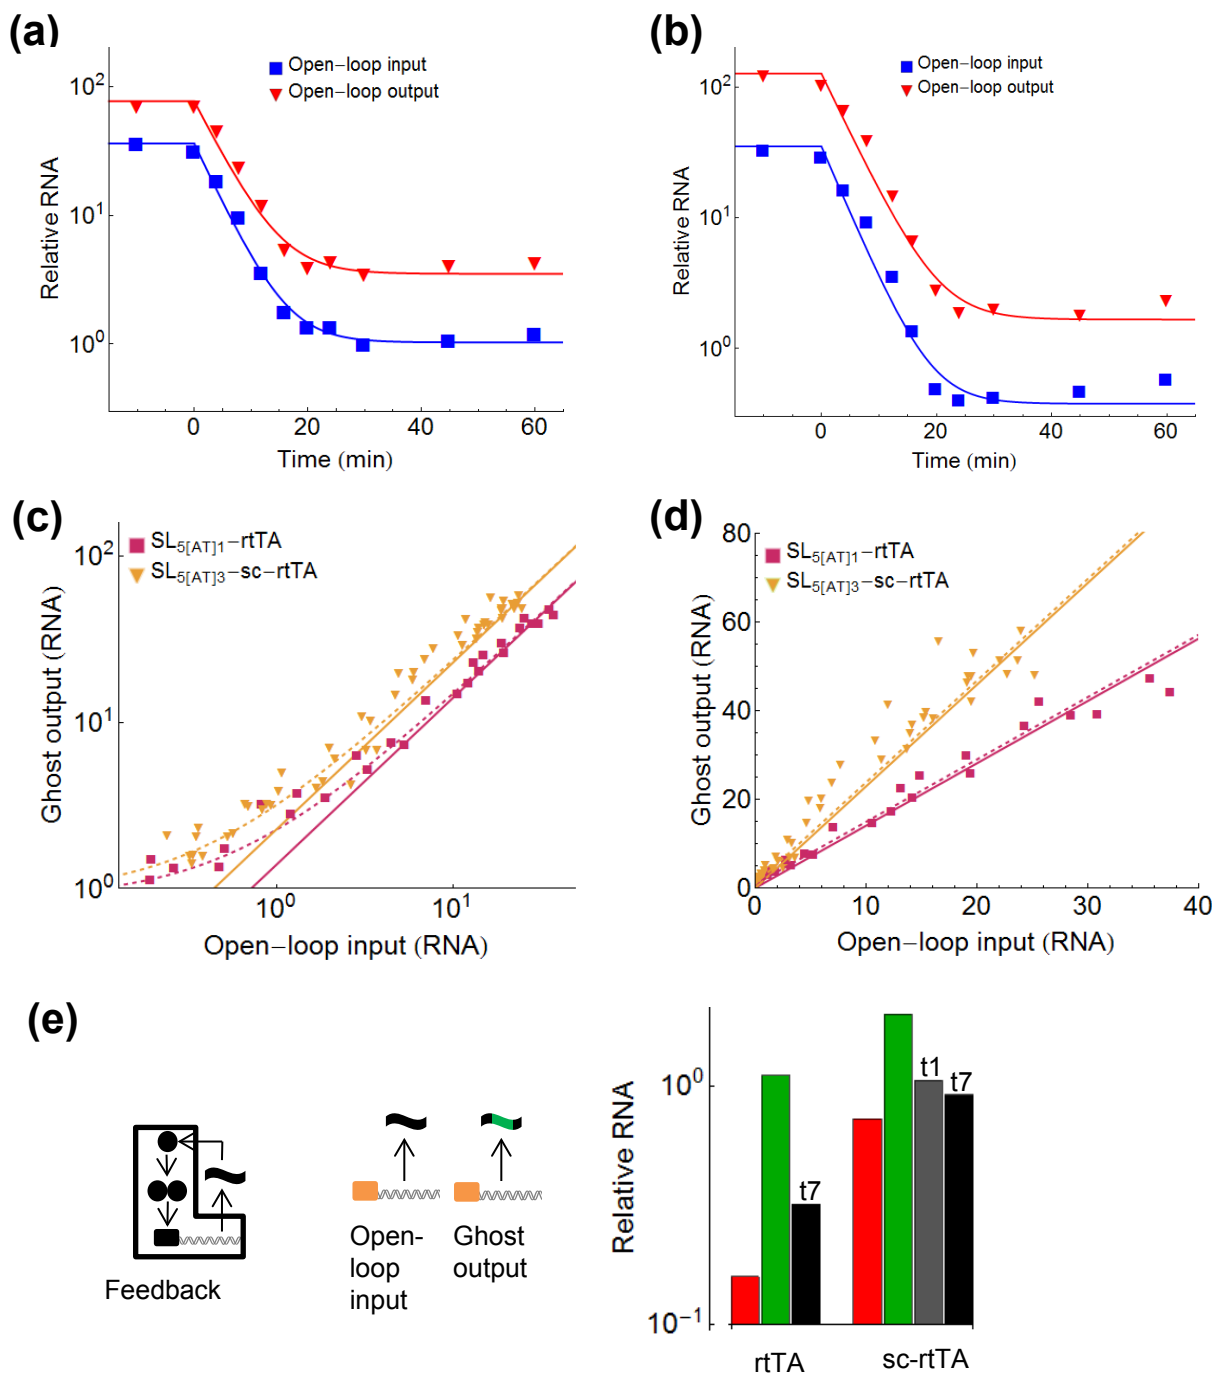 (a)
Open−loop input
Open−loop output
10²
10¹
10⁰
Relative RNA
0 20 40 60
Time (min)
(b)
Open−loop input
Open−loop output
10²
10¹
10⁰
Relative RNA
0 20 40 60
Time (min)
(c)
SL5[AT]1−rtTA
SL5[AT]3−sc−rtTA
10²
10¹
10⁰
Ghost output (RNA)
10⁰ 10¹
Open−loop input (RNA)
(d)
SL5[AT]1−rtTA
SL5[AT]3−sc−rtTA
80
60
40
20
0
Ghost output (RNA)
0 10 20 30 40
Open−loop input (RNA)
(e)
Feedback
Open-
loop
input
Ghost
output
Relative RNA
10⁰
10⁻¹
t7
t1
t7
rtTA
sc-rtTA